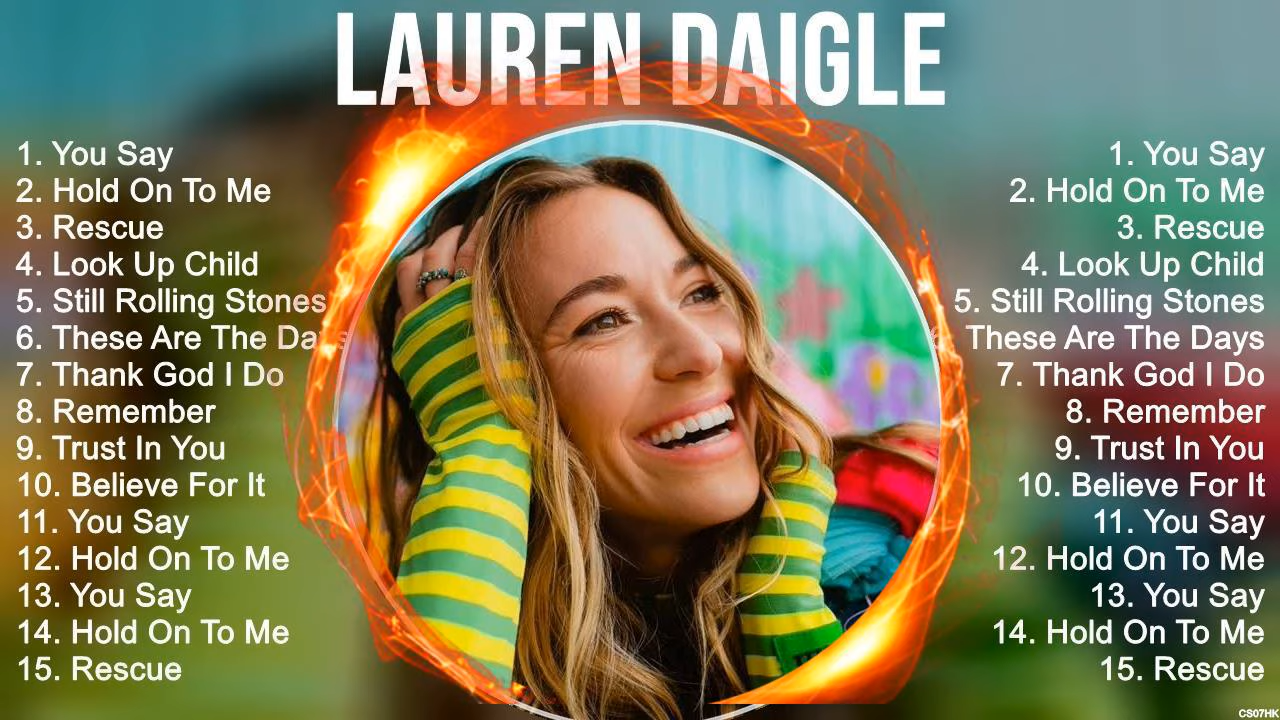 LAUREN DAIGLE
1. You Say
2. Hold On To Me
3. Rescue
4. Look Up Child
5. Still Rolling Stones
6. These Are The Days
7. Thank God I Do
8. Remember
9. Trust In You
10. Believe For It
11. You Say
12. Hold On To Me
13. You Say
14. Hold On To Me
15. Rescue
1. You Say
2. Hold On To Me
3. Rescue
4. Look Up Child
5. Still Rolling Stones
6. These Are The Days
7. Thank God I Do
8. Remember
9. Trust In You
10. Believe For It
11. You Say
12. Hold On To Me
13. You Say
14. Hold On To Me
15. Rescue
CS07HK